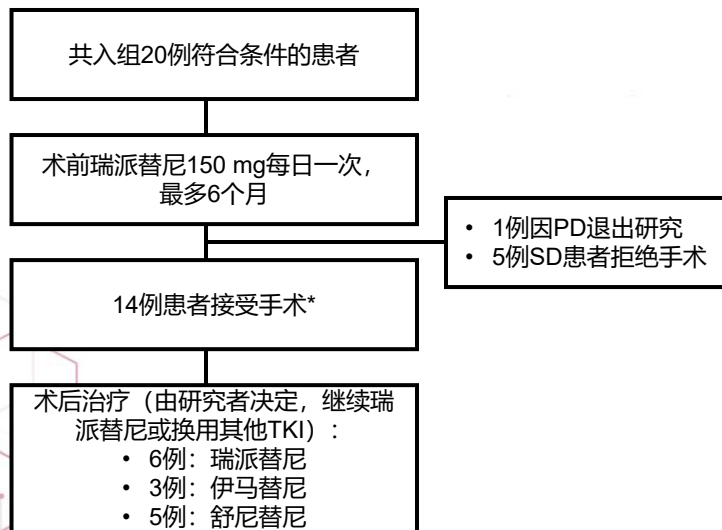 共入组20例符合条件的患者
术前瑞派替尼150 mg每日一次，
最多6个月
• 1例因PD退出研究
• 5例SD患者拒绝手术
14例患者接受手术*
术后治疗（由研究者决定，继续瑞
派替尼或换用其他TKI）：
• 6例：瑞派替尼
• 3例：伊马替尼
• 5例：舒尼替尼